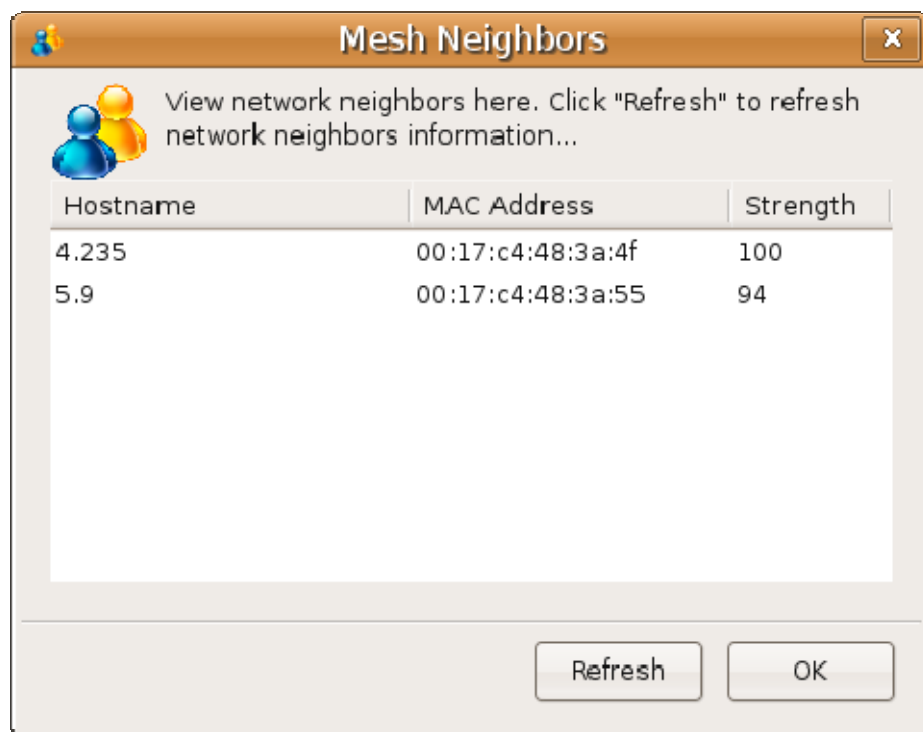 Mesh Neighbors
View network neighbors here. Click "Refresh" to refresh
network neighbors information...
Hostname MAC Address Strength
4.235 00:17:c4:48:3a:4f 100
5.9 00:17:c4:48:3a:55 94
Refresh OK